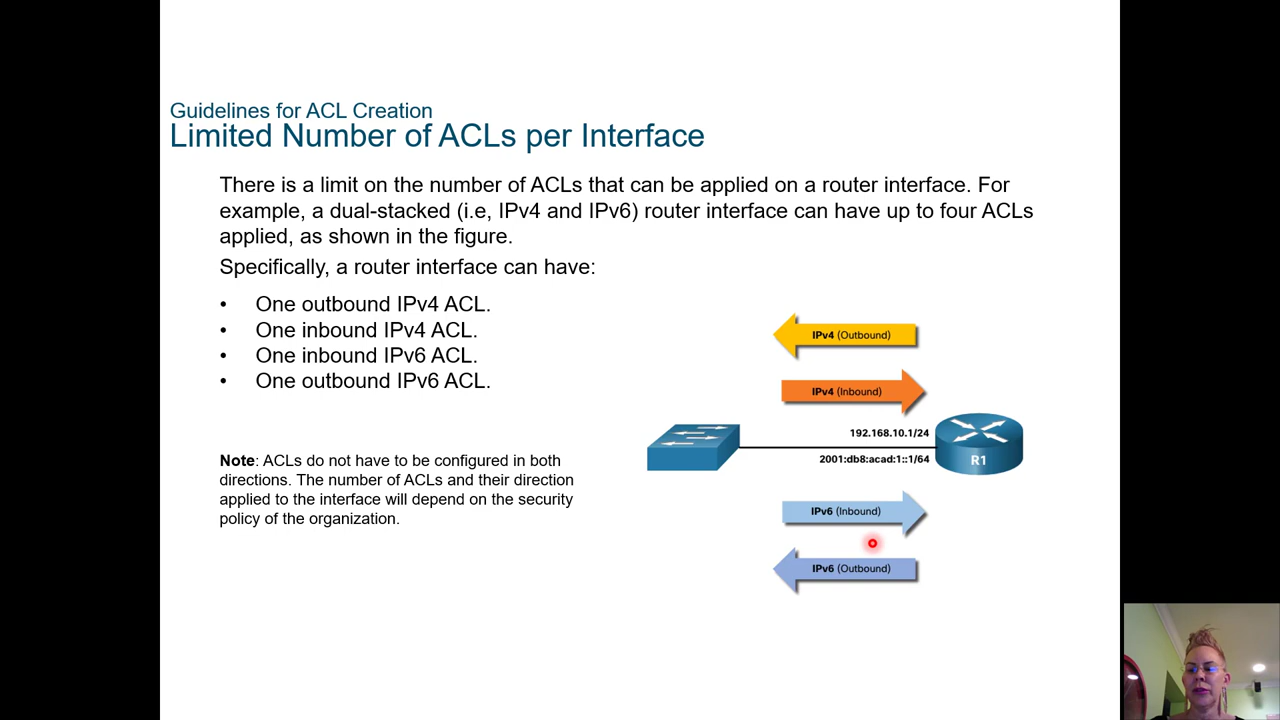 Guidelines for ACL Creation
Limited Number of ACLs per Interface
There is a limit on the number of ACLs that can be applied on a router interface. For
example, a dual-stacked (i.e, IPv4 and IPv6) router interface can have up to four ACLs
applied, as shown in the figure.
Specifically, a router interface can have:
• One outbound IPv4 ACL.
• One inbound IPv4 ACL.
• One inbound IPv6 ACL.
• One outbound IPv6 ACL.
Note: ACLs do not have to be configured in both
directions. The number of ACLs and their direction
applied to the interface will depend on the security
policy of the organization.
IPv4 (Outbound)
IPv4 (Inbound)
192.168.10.1/24
2001:db8:acad:1::1/64
R1
IPv6 (Inbound)
IPv6 (Outbound)